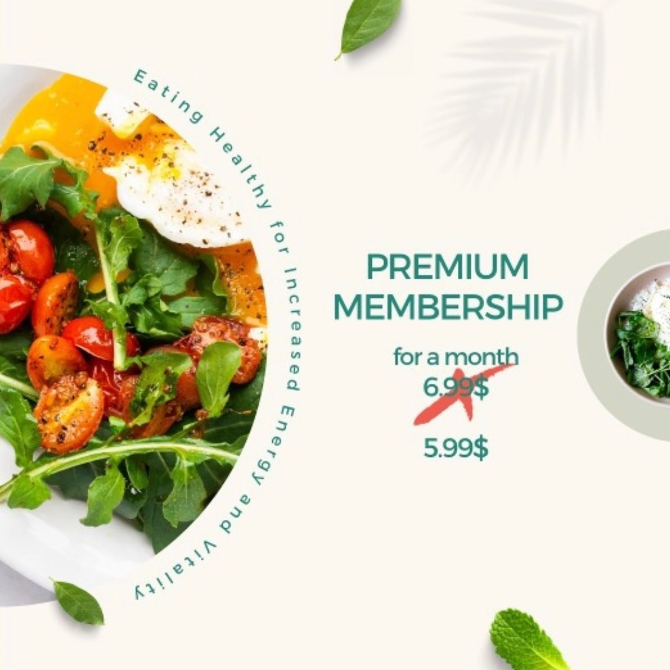 Eating Healthy for Increased Energy and Vitality
PREMIUM
MEMBERSHIP
for a month
6.99$
5.99$